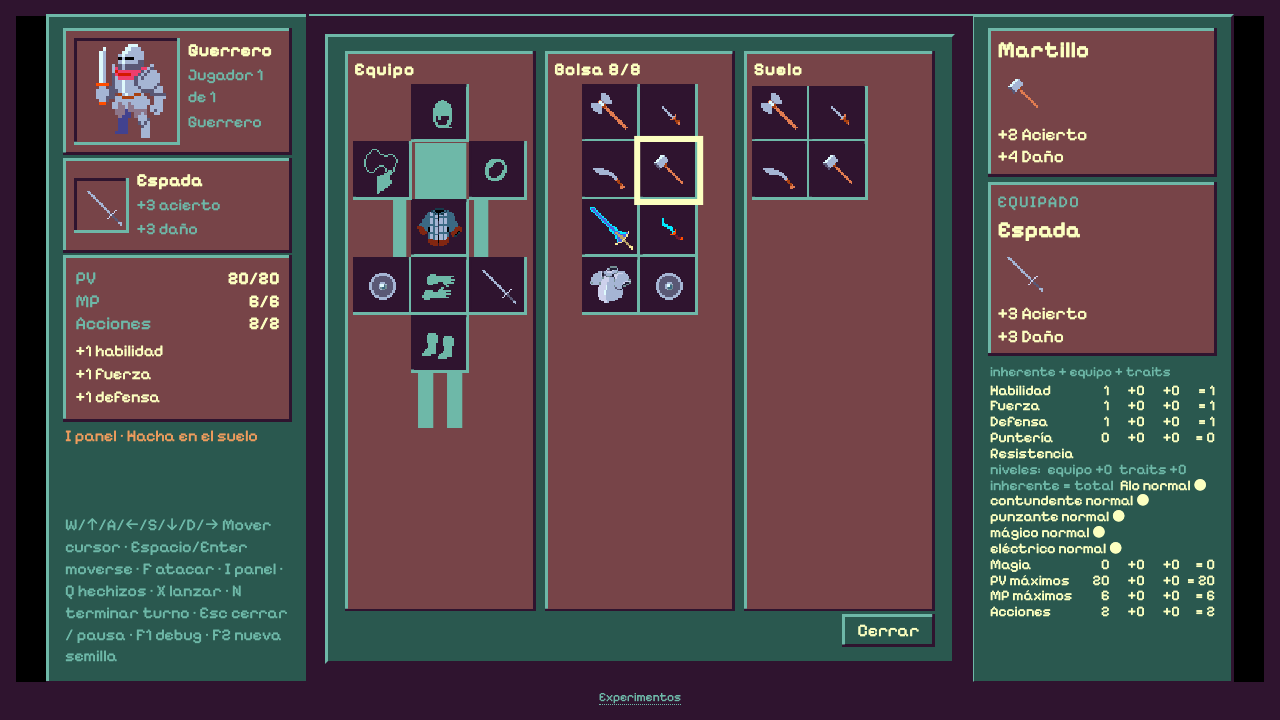 Guerrero
Jugador 1
de 1
Guerrero
Espada
+3 acierto
+3 daño
PV 20/20
MP 6/6
Acciones 2/2
+1 habilidad
+1 fuerza
+1 defensa
I panel · Hacha en el suelo
W/↑/A/←/S/↓/D/→ Mover
cursor · Espacio/Enter
moverse · F atacar · I panel ·
Q hechizos · X lanzar · N
terminar turno · Esc cerrar
/ pausa · F1 debug · F2 nueva
semilla
Equipo
Bolsa 8/8
Suelo
Cerrar
Martillo
+2 Acierto
+4 Daño
EQUIPADO
Espada
+3 Acierto
+3 Daño
inherente + equipo + traits
Habilidad 1 +0 +0 = 1
Fuerza 1 +0 +0 = 1
Defensa 1 +0 +0 = 1
Puntería 0 +0 +0 = 0
Resistencia
niveles: equipo +0 traits +0
inherente = total filo normal
contundente normal
punzante normal
mágico normal
eléctrico normal
Magia 0 +0 +0 = 0
PV máximos 20 +0 +0 = 20
MP máximos 6 +0 +0 = 6
Acciones 2 +0 +0 = 2
Experimentos